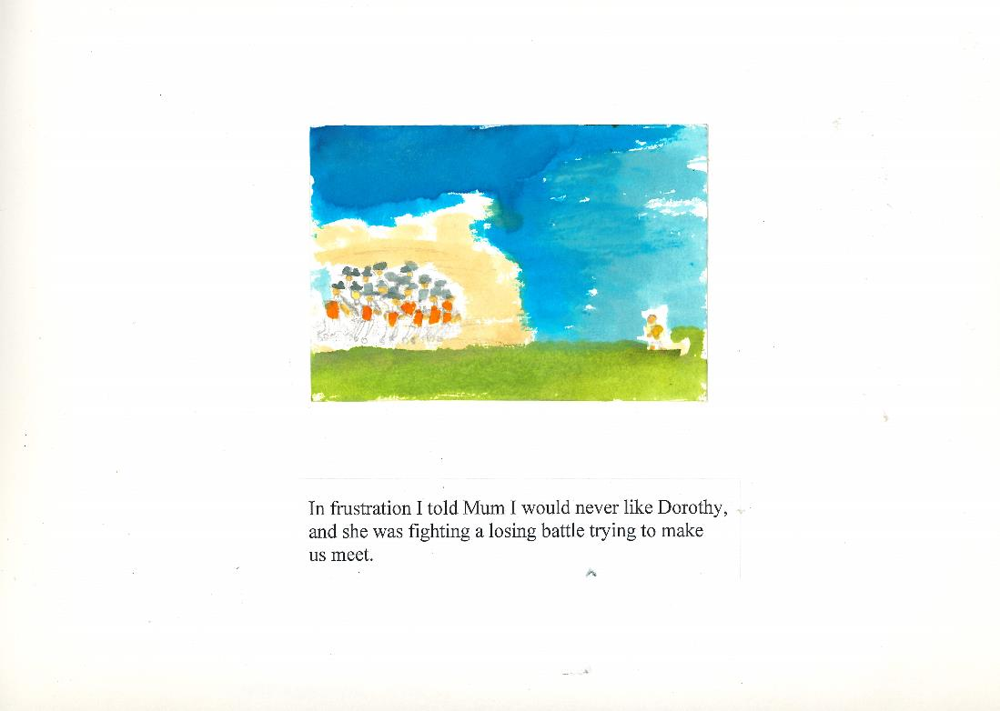 In frustration I told Mum I would never like Dorothy,
and she was fighting a losing battle trying to make
us meet.